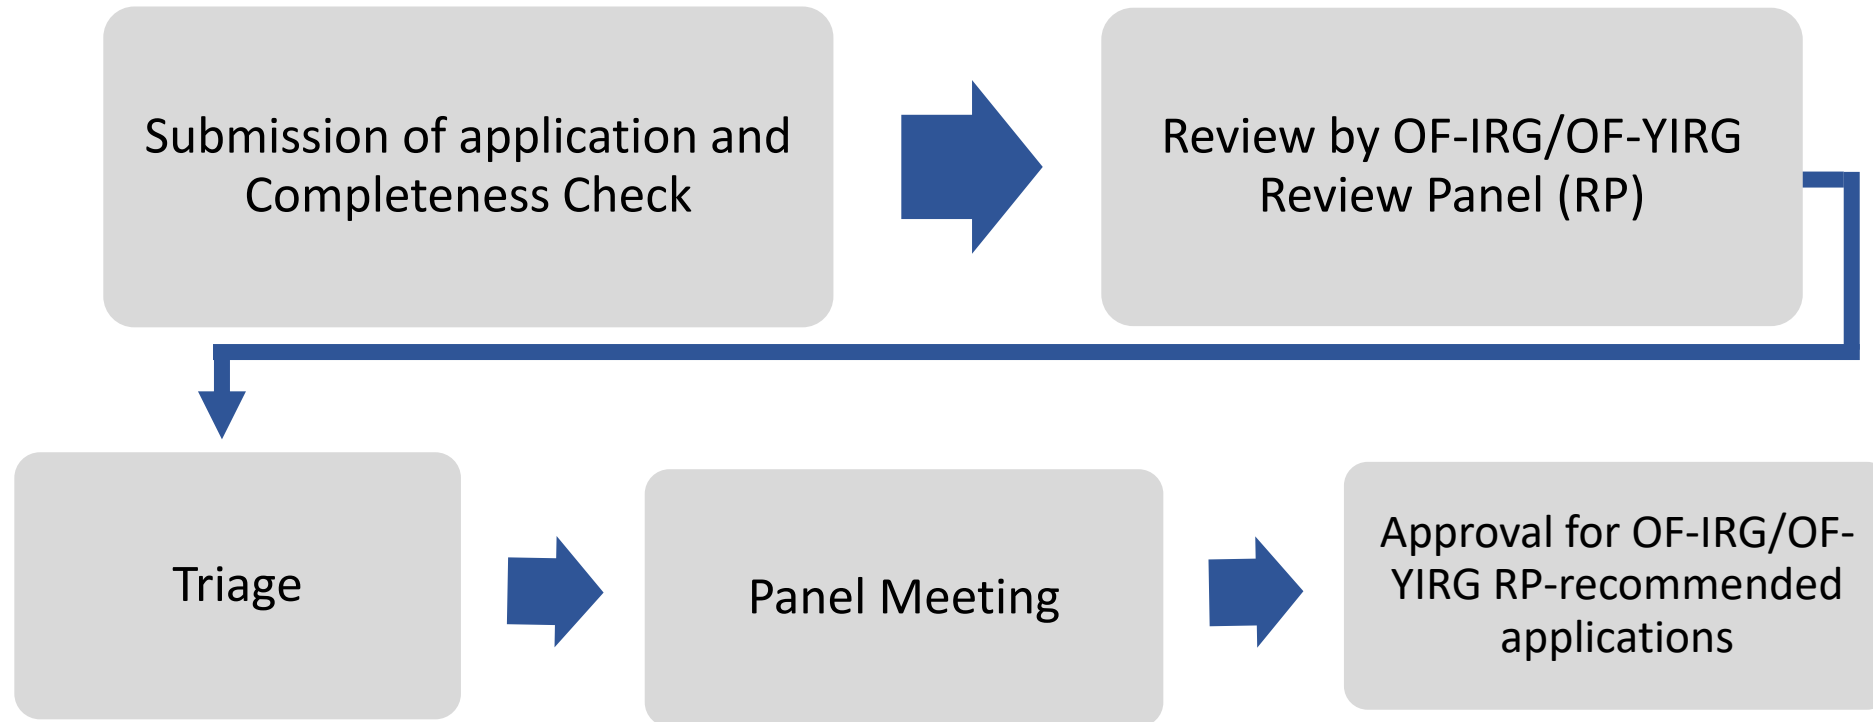 Submission of application and
Completeness Check
Review by OF-IRG/OF-YIRG
Review Panel (RP)
Triage
Panel Meeting
Approval for OF-IRG/OF-
YIRG RP-recommended
applications